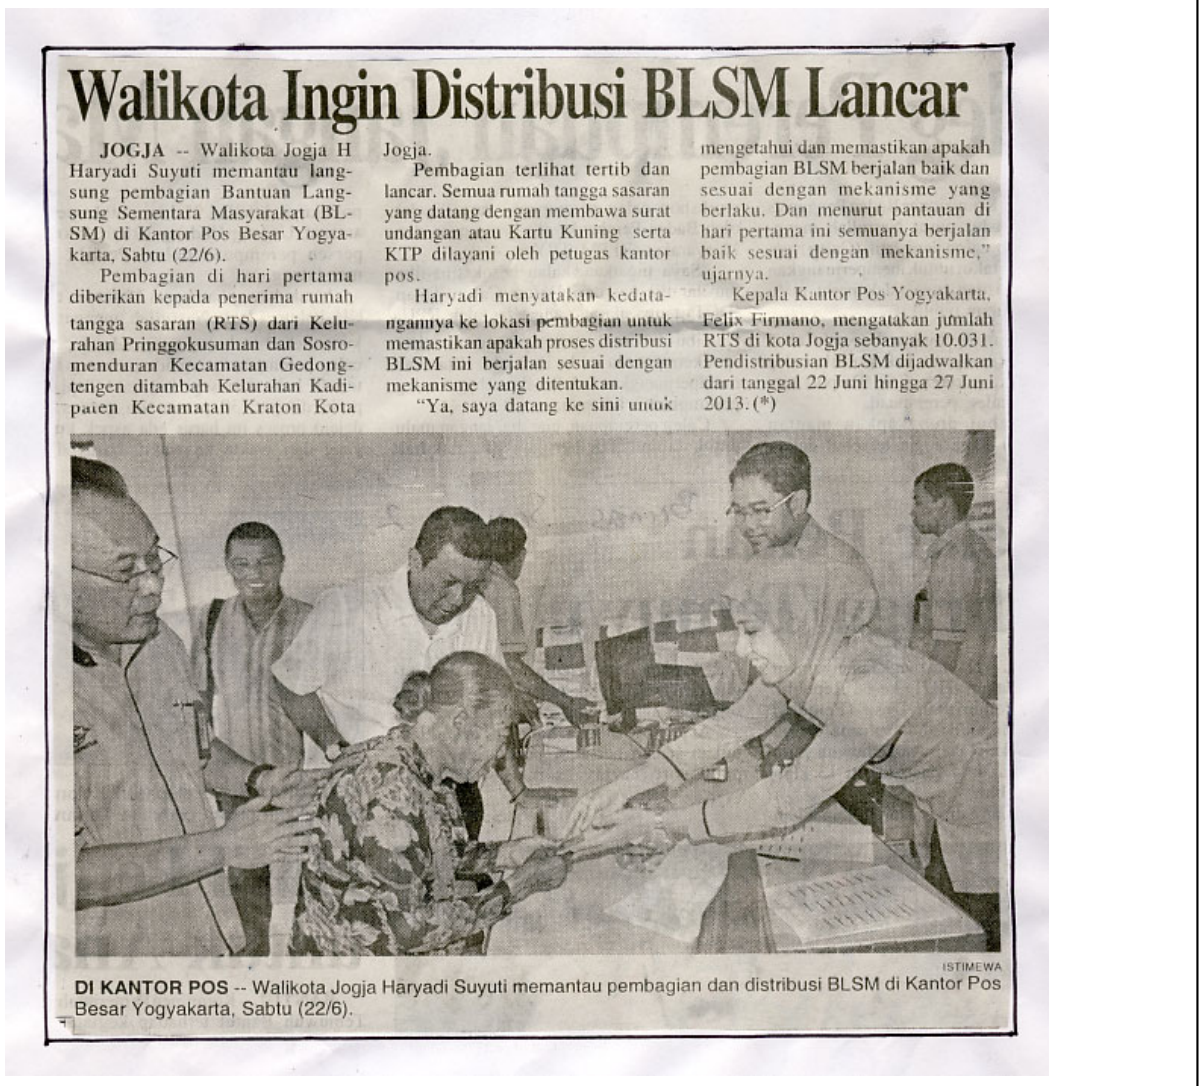 Walikota Ingin Distribusi BLSM Lancar
JOGJA -- Walikota Jogja H
Haryadi Suyuti memantau lang-
sung pembagian Bantuan Lang-
sung Sementara Masyarakat (BL-
SM) di Kantor Pos Besar Yogya-
karta, Sabtu (22/6).
Pembagian di hari pertama
diberikan kepada penerima rumah
tangga sasaran (RTS) dari Kelu-
rahan Pringgokusuman dan Sosro-
menduran Kecamatan Gedong-
tengen ditambah Kelurahan Kadi-
paten Kecamatan Kraton Kota
Jogja.
Pembagian terlihat tertib dan
lancar. Semua rumah tangga sasaran
yang datang dengan membawa surat
undangan atau Kartu Kuning serta
KTP dilayani oleh petugas kantor
pos.
Haryadi menyatakan kedata-
ngannya ke lokasi pembagian untuk
memastikan apakah proses distribusi
BLSM ini berjalan sesuai dengan
mekanisme yang ditentukan.
"Ya, saya datang ke sini untuk
mengetahui dan memastikan apakah
pembagian BLSM berjalan baik dan
sesuai dengan mekanisme yang
berlaku. Dan menurut pantauan di
hari pertama ini semuanya berjalan
baik sesuai dengan mekanisme,"
ujarnya.
Kepala Kantor Pos Yogyakarta,
Felix Firmano, mengatakan jumlah
RTS di kota Jogja sebanyak 10.031.
Pendistribusian BLSM dijadwalkan
dari tanggal 22 Juni hingga 27 Juni
2013. (*)
ISTIMEWA
DI KANTOR POS -- Walikota Jogja Haryadi Suyuti memantau pembagian dan distribusi BLSM di Kantor Pos
Besar Yogyakarta, Sabtu (22/6).